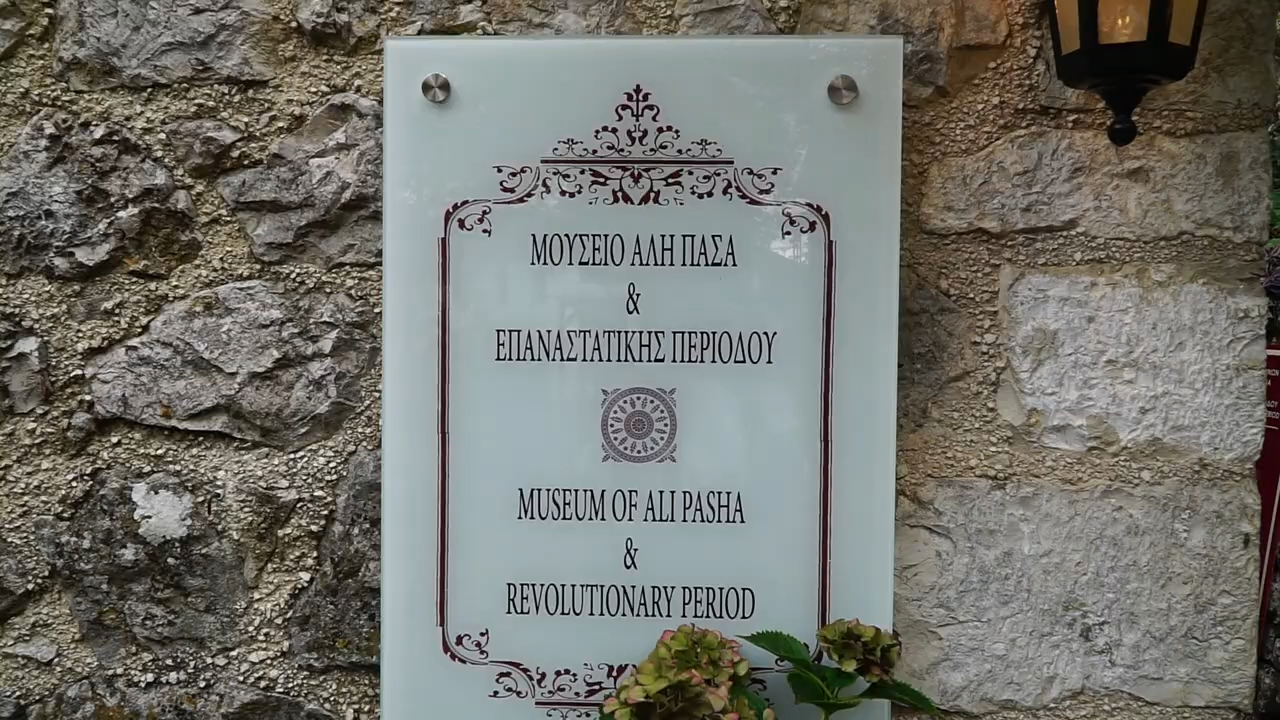 ΜΟΥΣΕΙΟ ΑΛΗ ΠΑΣΑ
&
ΕΠΑΝΑΣΤΑΤΙΚΗΣ ΠΕΡΙΟΔΟΥ
MUSEUM OF ALI PASHA
&
REVOLUTIONARY PERIOD